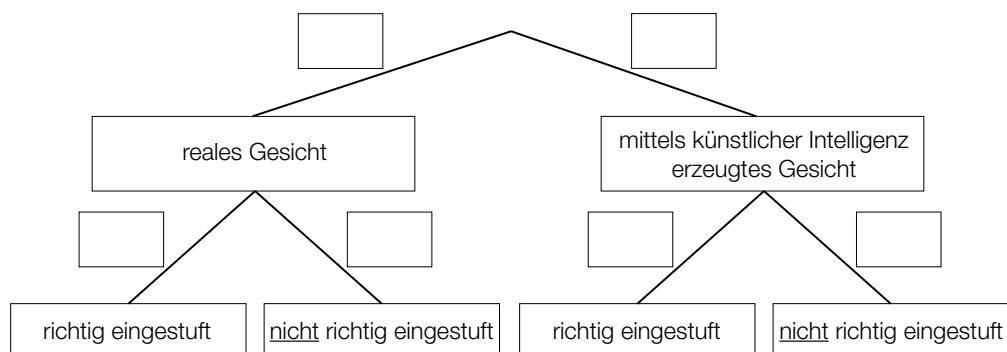 reales Gesicht
mittels künstlicher Intelligenz
erzeugtes Gesicht
richtig eingestuft
nicht richtig eingestuft
richtig eingestuft
nicht richtig eingestuft